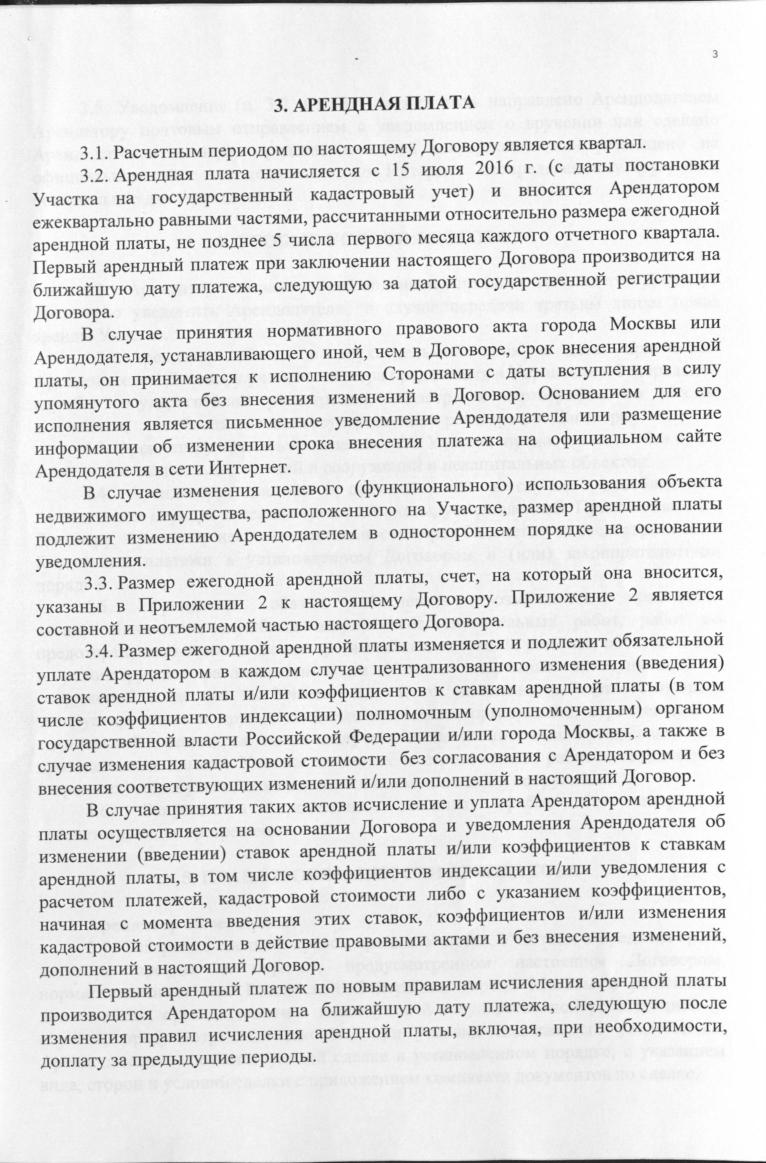 3
3. АРЕНДНАЯ ПЛАТА
3.1. Расчетным периодом по настоящему Договору является квартал.
3.2. Арендная плата начисляется с 15 июля 2016 г. (с даты постановки
Участка на государственный кадастровый учет) и вносится Арендатором
ежеквартально равными частями, рассчитанными относительно размера ежегодной
арендной платы, не позднее 5 числа первого месяца каждого отчетного квартала.
Первый арендный платеж при заключении настоящего Договора производится на
ближайшую дату платежа, следующую за датой государственной регистрации
Договора.
В случае принятия нормативного правового акта города Москвы или
Арендодателя, устанавливающего иной, чем в Договоре, срок внесения арендной
платы, он принимается к исполнению Сторонами с даты вступления в силу
упомянутого акта без внесения изменений в Договор. Основанием для его
исполнения является письменное уведомление Арендодателя или размещение
информации об изменении срока внесения платежа на официальном сайте
Арендодателя в сети Интернет.
В случае изменения целевого (функционального) использования объекта
недвижимого имущества, расположенного на Участке, размер арендной платы
подлежит изменению Арендодателем в одностороннем порядке на основании
уведомления.
3.3. Размер ежегодной арендной платы, счет, на который она вносится,
указаны в Приложении 2 к настоящему Договору. Приложение 2 является
составной и неотъемлемой частью настоящего Договора.
3.4. Размер ежегодной арендной платы изменяется и подлежит обязательной
уплате Арендатором в каждом случае централизованного изменения (введения)
ставок арендной платы и/или коэффициентов к ставкам арендной платы (в том
числе коэффициентов индексации) полномочным (уполномоченным) органом
государственной власти Российской Федерации и/или города Москвы, а также в
случае изменения кадастровой стоимости без согласования с Арендатором и без
внесения соответствующих изменений и/или дополнений в настоящий Договор.
В случае принятия таких актов исчисление и уплата Арендатором арендной
платы осуществляется на основании Договора и уведомления Арендодателя об
изменении (введении) ставок арендной платы и/или коэффициентов к ставкам
арендной платы, в том числе коэффициентов индексации и/или уведомления с
расчетом платежей, кадастровой стоимости либо с указанием коэффициентов,
начиная с момента введения этих ставок, коэффициентов и/или изменения
кадастровой стоимости в действие правовыми актами и без внесения изменений,
дополнений в настоящий Договор.
Первый арендный платеж по новым правилам исчисления арендной платы
производится Арендатором на ближайшую дату платежа, следующую после
изменения правил исчисления арендной платы, включая, при необходимости,
доплату за предыдущие периоды.